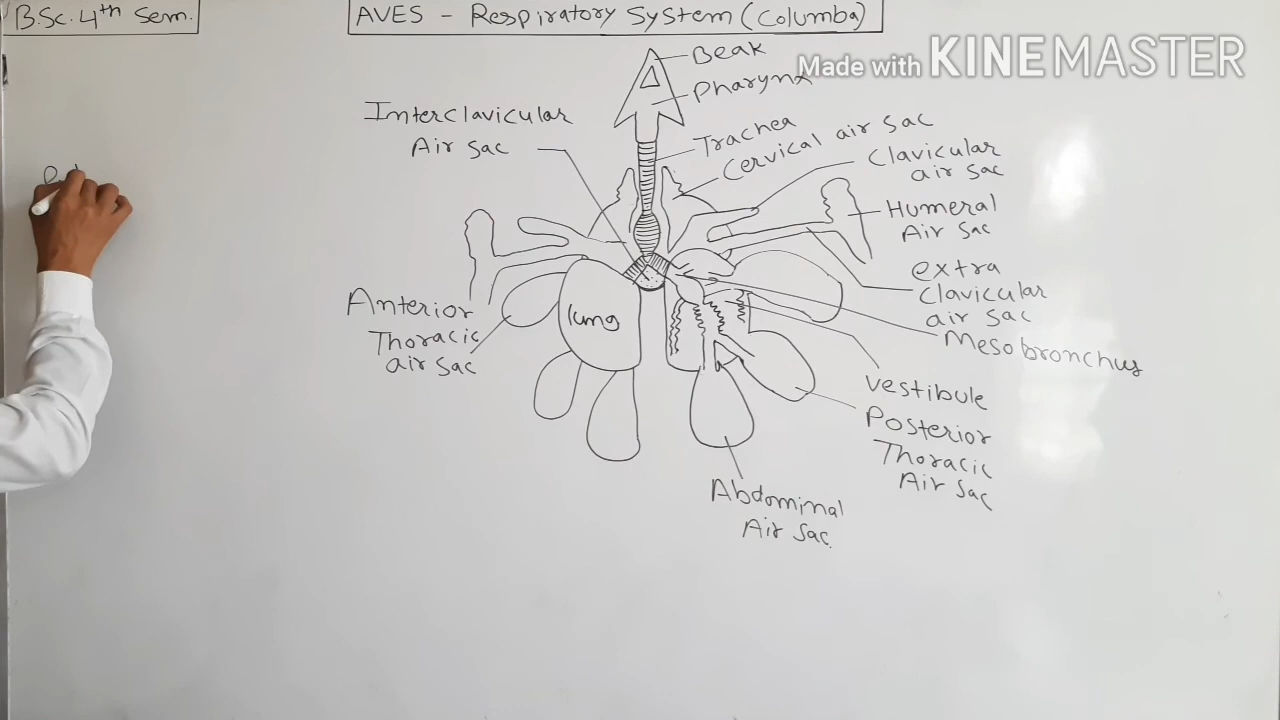 B.Sc. 4th Sem.
AVES - Respiratory System (Columba)
Made with KINEMASTER
Beak
Pharynx
Interclavicular
Air sac
Trachea
Cervical air sac
Clavicular
air sac
Humeral
Air sac
extra
Clavicular
air sac
Mesobronchus
Anterior
Thoracic
air sac
lung
Vestibule
Posterior
Thoracic
Air sac
Abdominal
Air sac.